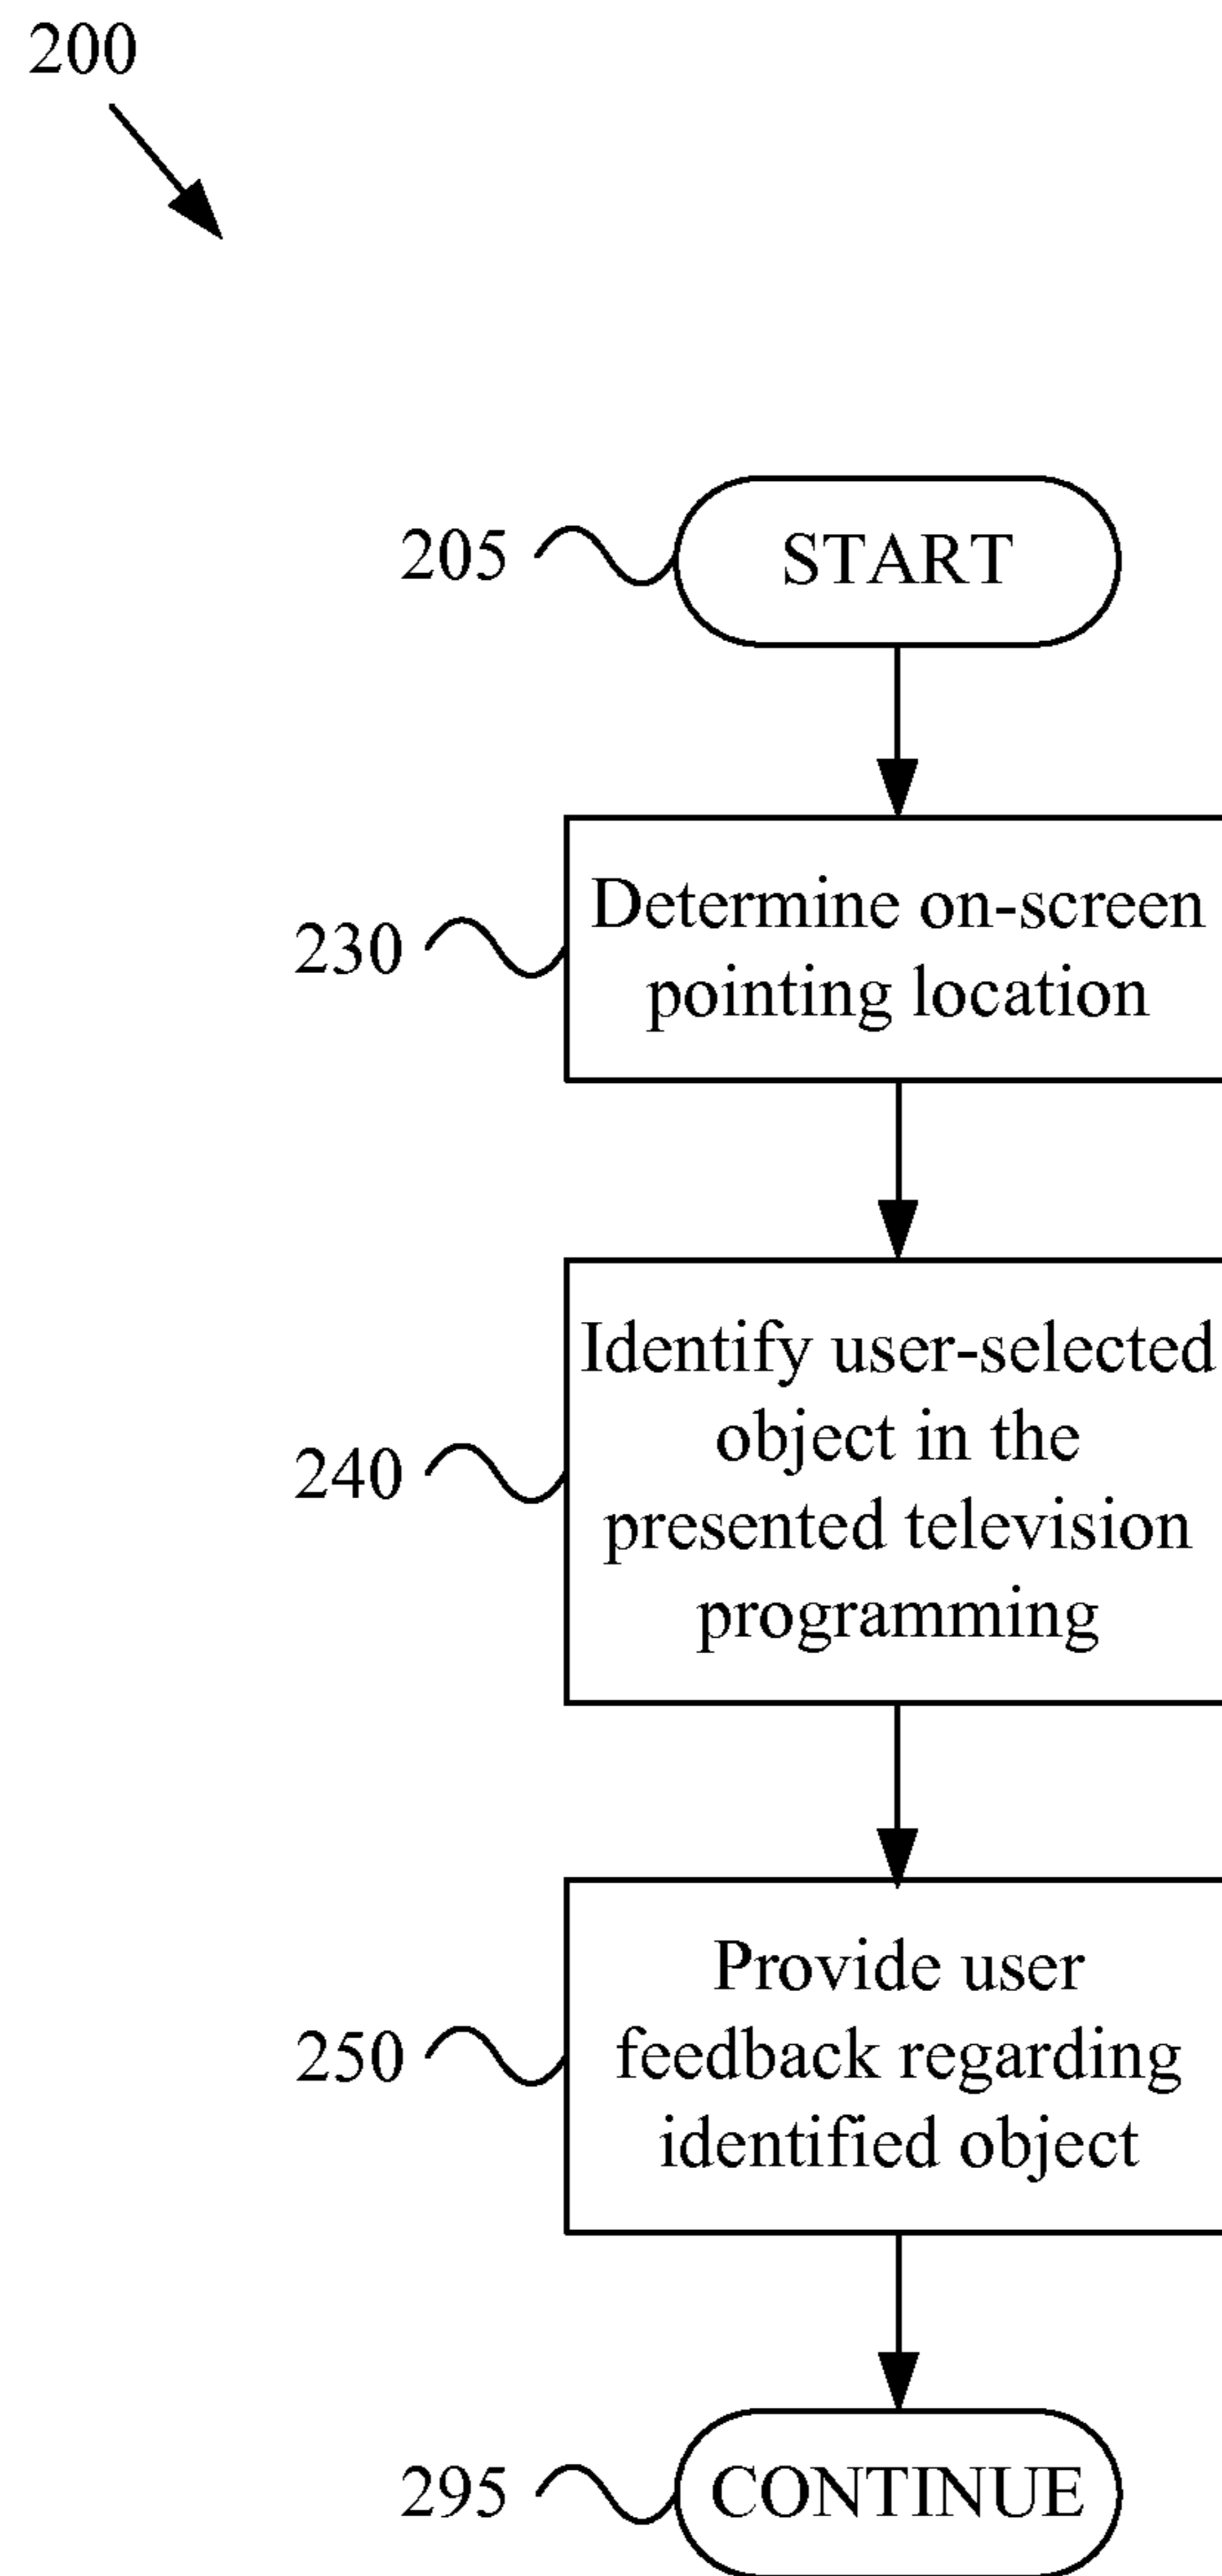 200
205
START
230
Determine on-screen
pointing location
240
Identify user-selected
object in the
presented television
programming
250
Provide user
feedback regarding
identified object
295
CONTINUE